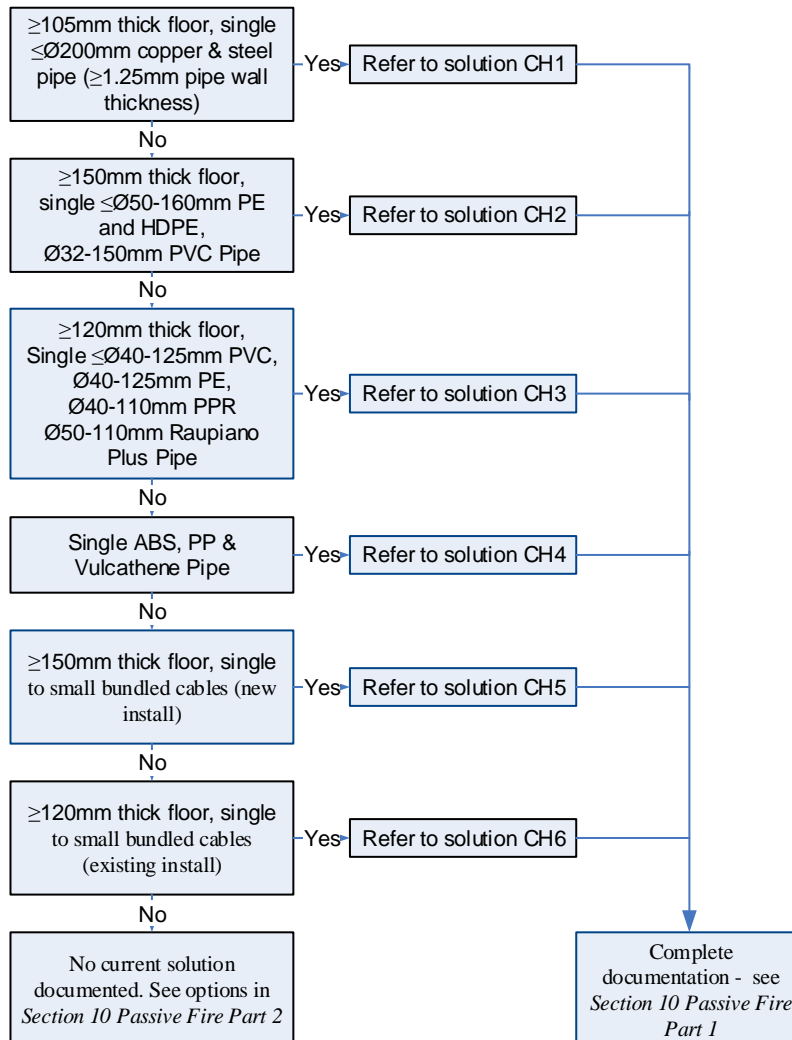 ≥105mm thick floor, single
≤Ø200mm copper & steel
pipe (≥1.25mm pipe wall
thickness)
Yes
Refer to solution CH1
No
≥150mm thick floor,
single ≤Ø50-160mm PE
and HDPE,
Ø32-150mm PVC Pipe
Yes
Refer to solution CH2
No
≥120mm thick floor,
Single ≤Ø40-125mm PVC,
Ø40-125mm PE,
Ø40-110mm PPR
Ø50-110mm Raupiano
Plus Pipe
Yes
Refer to solution CH3
No
Single ABS, PP &
Vulcathene Pipe
Yes
Refer to solution CH4
No
≥150mm thick floor, single
to small bundled cables (new
install)
Yes
Refer to solution CH5
No
≥120mm thick floor, single
to small bundled cables
(existing install)
Yes
Refer to solution CH6
No
No current solution
documented. See options in
Section 10 Passive Fire Part 2
Complete
documentation - see
Section 10 Passive Fire
Part 1